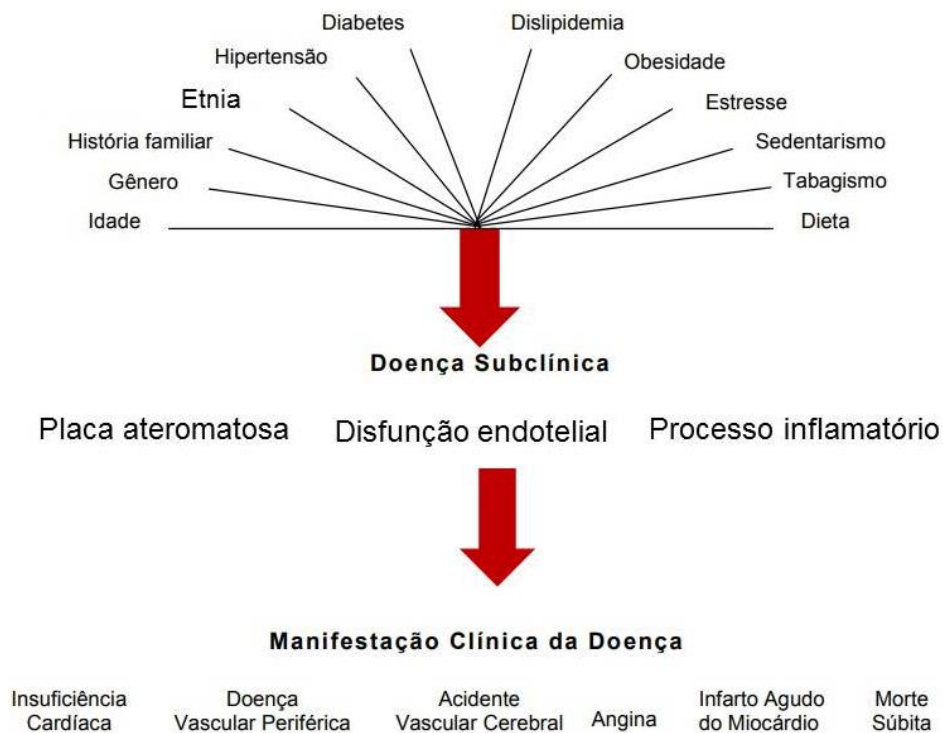 Diabetes
Dislipidemia
Hipertensão
Obesidade
Etnia
Estresse
História familiar
Sedentarismo
Gênero
Tabagismo
Idade
Dieta
Doença Subclínica
Placa ateromatosa
Disfunção endotelial
Processo inflamatório
Manifestação Clínica da Doença
Insuficiência
Cardíaca
Doença
Vascular Periférica
Acidente
Vascular Cerebral
Angina
Infarto Agudo
do Miocárdio
Morte
Súbita